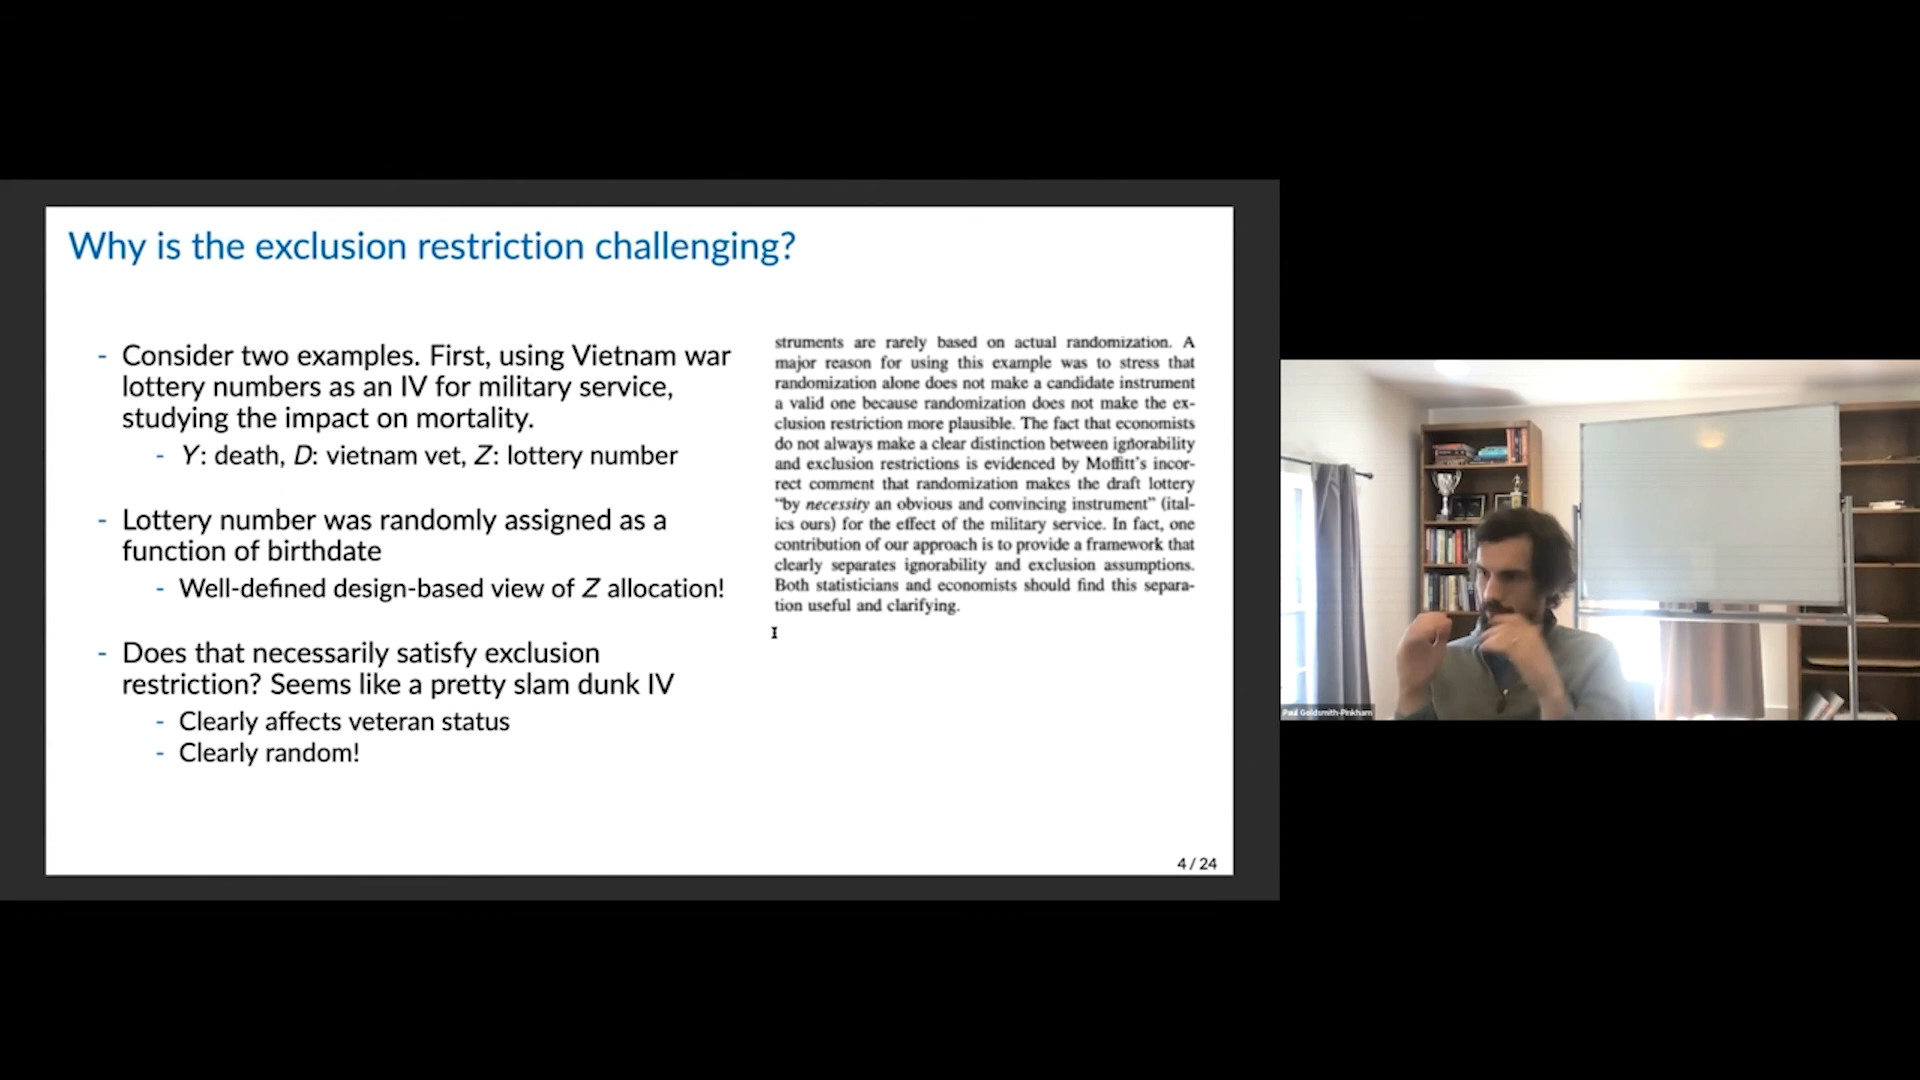 Why is the exclusion restriction challenging?
- Consider two examples. First, using Vietnam war
lottery numbers as an IV for military service,
studying the impact on mortality.
- Y: death, D: vietnam vet, Z: lottery number
- Lottery number was randomly assigned as a
function of birthdate
- Well-defined design-based view of Z allocation!
- Does that necessarily satisfy exclusion
restriction? Seems like a pretty slam dunk IV
- Clearly affects veteran status
- Clearly random!
struments are rarely based on actual randomization. A
major reason for using this example was to stress that
randomization alone does not make a candidate instrument
a valid one because randomization does not make the ex-
clusion restriction more plausible. The fact that economists
do not always make a clear distinction between ignorability
and exclusion restrictions is evidenced by Moffitt's incor-
rect comment that randomization makes the draft lottery
"by necessity an obvious and convincing instrument" (ital-
ics ours) for the effect of the military service. In fact, one
contribution of our approach is to provide a framework that
clearly separates ignorability and exclusion assumptions.
Both statisticians and economists should find this separa-
tion useful and clarifying.
4 / 24
Paul Goldsmith-Pinkham